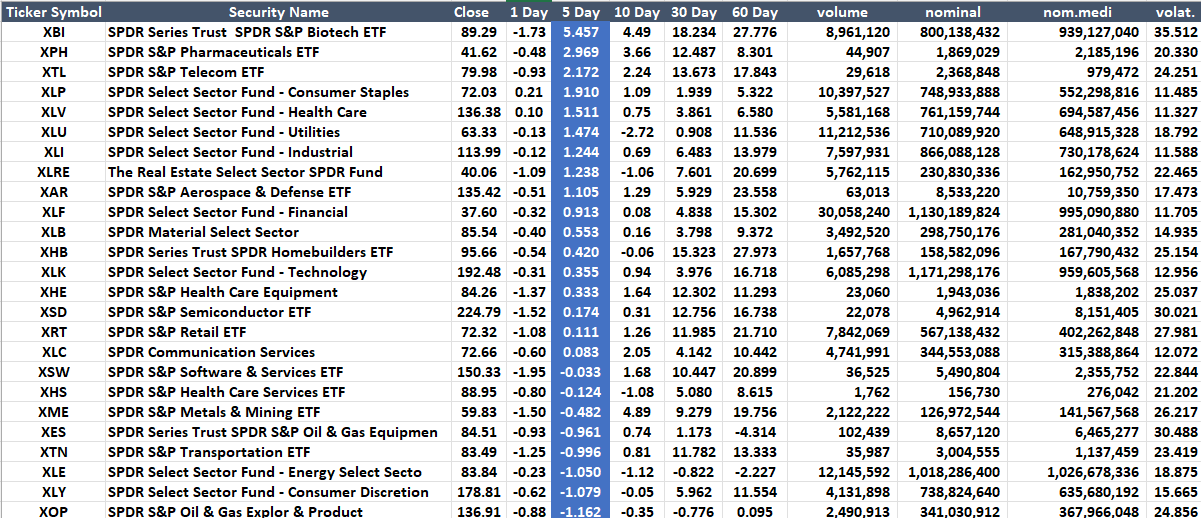 Ticker Symbol Security Name Close 1 Day 5 Day 10 Day 30 Day 60 Day volume nominal nom.medi volat.
XBI SPDR Series Trust SPDR S&P Biotech ETF 89.29 -1.73 5.457 4.49 18.234 27.776 8,961,120 800,138,432 939,127,040 35.512
XPH SPDR S&P Pharmaceuticals ETF 41.62 -0.48 2.969 3.66 12.487 8.301 44,907 1,869,029 2,185,196 20.330
XTL SPDR S&P Telecom ETF 79.98 -0.93 2.172 2.24 13.673 17.843 29,618 2,368,848 979,472 24.251
XLP SPDR Select Sector Fund - Consumer Staples 72.03 0.21 1.910 1.09 1.939 5.322 10,397,527 748,933,888 552,298,816 11.485
XLV SPDR Select Sector Fund - Health Care 136.38 0.10 1.511 0.75 3.861 6.580 5,581,168 761,159,744 694,587,456 11.327
XLU SPDR Select Sector Fund - Utilities 63.33 -0.13 1.474 -2.72 0.908 11.536 11,212,536 710,089,920 648,915,328 18.792
XLI SPDR Select Sector Fund - Industrial 113.99 -0.12 1.244 0.69 6.483 13.979 7,597,931 866,088,128 730,178,624 11.588
XLRE The Real Estate Select Sector SPDR Fund 40.06 -1.09 1.238 -1.06 7.601 20.699 5,762,115 230,830,336 162,950,752 22.465
XAR SPDR S&P Aerospace & Defense ETF 135.42 -0.51 1.105 1.29 5.929 23.558 63,013 8,533,220 10,759,350 17.473
XLF SPDR Select Sector Fund - Financial 37.60 -0.32 0.913 0.08 4.838 15.302 30,058,240 1,130,189,824 995,090,880 11.705
XLB SPDR Material Select Sector 85.54 -0.40 0.553 0.16 3.798 9.372 3,492,520 298,750,176 281,040,352 14.935
XHB SPDR Series Trust SPDR Homebuilders ETF 95.66 -0.54 0.420 -0.06 15.323 27.973 1,657,768 158,582,096 167,790,432 25.154
XLK SPDR Select Sector Fund - Technology 192.48 -0.31 0.355 0.94 3.976 16.718 6,085,298 1,171,298,176 959,605,568 12.956
XHE SPDR S&P Health Care Equipment 84.26 -1.37 0.333 1.64 12.302 11.293 23,060 1,943,036 1,838,202 25.037
XSD SPDR S&P Semiconductor ETF 224.79 -1.52 0.174 0.31 12.756 16.738 22,078 4,962,914 8,151,405 30.021
XRT SPDR S&P Retail ETF 72.32 -1.08 0.111 1.26 11.985 21.710 7,842,069 567,138,432 402,262,848 27.981
XLC SPDR Communication Services 72.66 -0.60 0.083 2.05 4.142 10.442 4,741,991 344,553,088 315,388,864 12.072
XSW SPDR S&P Software & Services ETF 150.33 -1.95 -0.033 1.68 10.447 20.899 36,525 5,490,804 2,355,752 22.844
XHS SPDR S&P Health Care Services ETF 88.95 -0.80 -0.124 -1.08 5.080 8.615 1,762 156,730 276,042 21.202
XME SPDR S&P Metals & Mining ETF 59.83 -1.50 -0.482 4.89 9.279 19.756 2,122,222 126,972,544 141,567,568 26.217
XES SPDR Series Trust SPDR S&P Oil & Gas Equipmen 84.51 -0.93 -0.961 0.74 1.173 -4.314 102,439 8,657,120 6,465,277 30.488
XTN SPDR S&P Transportation ETF 83.49 -1.25 -0.996 0.81 11.782 13.333 35,987 3,004,555 1,137,459 23.419
XLE SPDR Select Sector Fund - Energy Select Secto 83.84 -0.23 -1.050 -1.12 -0.822 -2.227 12,145,592 1,018,286,400 1,026,678,336 18.875
XLY SPDR Select Sector Fund - Consumer Discretion 178.81 -0.62 -1.079 -0.05 5.962 11.554 4,131,898 738,824,640 635,680,192 15.665
XOP SPDR S&P Oil & Gas Explor & Product 136.91 -0.88 -1.162 -0.35 -0.776 0.095 2,490,913 341,030,912 367,966,048 24.856